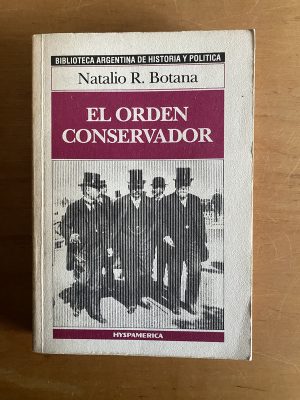 BIBLIOTECA ARGENTINA DE HISTORIA Y POLITICA
Natalio R. Botana
EL ORDEN
CONSERVADOR
HYSPAMERICA